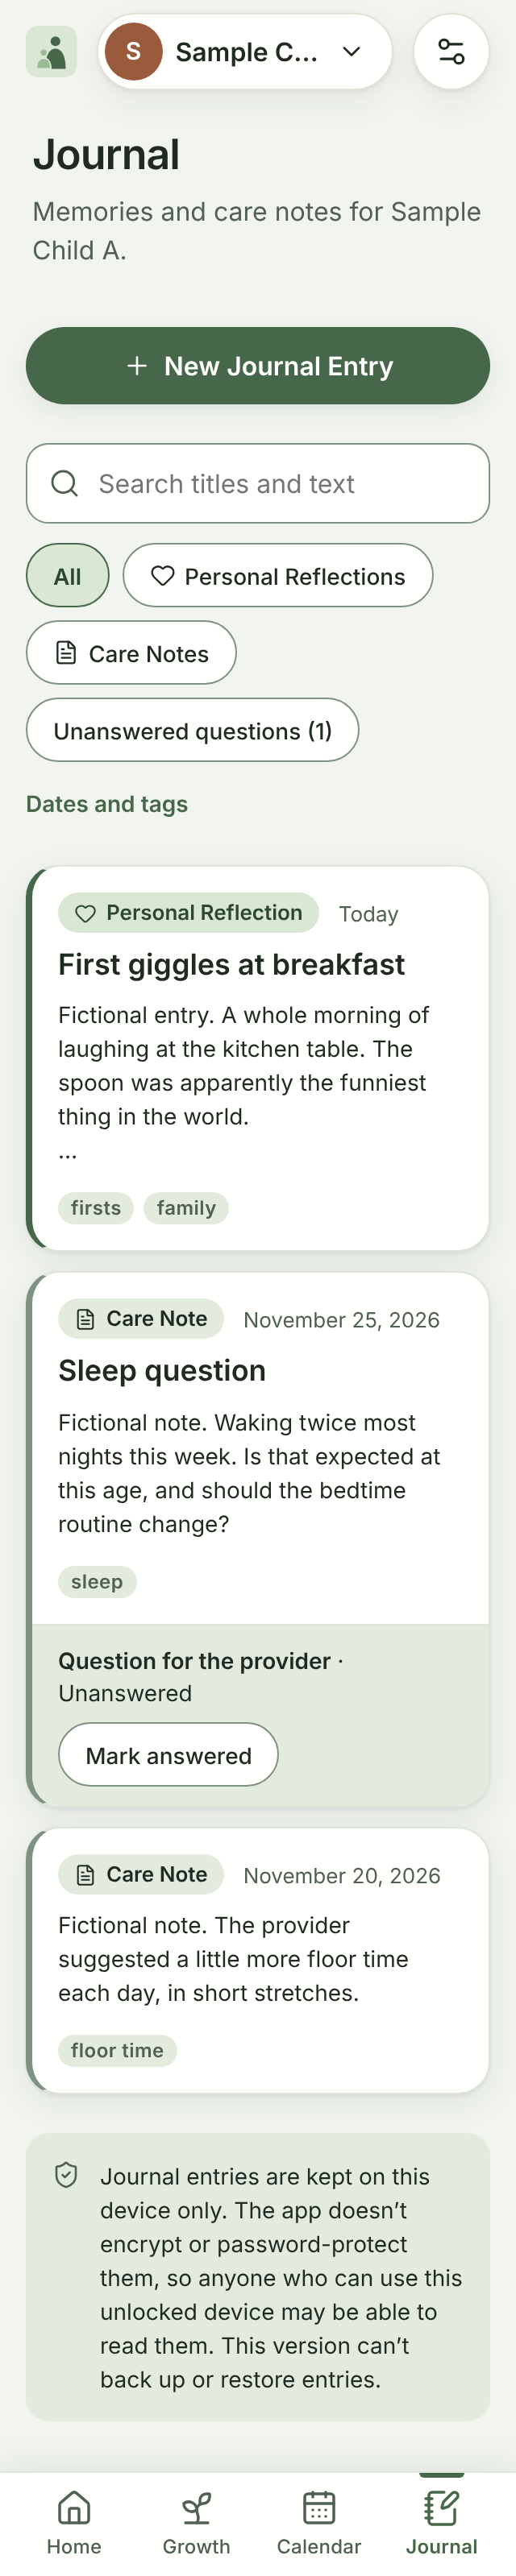 S
Sample C...
Journal
Memories and care notes for Sample
Child A.
New Journal Entry
Search titles and text
All
Personal Reflections
Care Notes
Unanswered questions (1)
Dates and tags
Personal Reflection
Today
First giggles at breakfast
Fictional entry. A whole morning of
laughing at the kitchen table. The
spoon was apparently the funniest
thing in the world.
...
firsts
family
Care Note
November 25, 2026
Sleep question
Fictional note. Waking twice most
nights this week. Is that expected at
this age, and should the bedtime
routine change?
sleep
Question for the provider ·
Unanswered
Mark answered
Care Note
November 20, 2026
Fictional note. The provider
suggested a little more floor time
each day, in short stretches.
floor time
Journal entries are kept on this
device only. The app doesn’t
encrypt or password-protect
them, so anyone who can use this
unlocked device may be able to
read them. This version can’t
back up or restore entries.
Home
Growth
Calendar
Journal